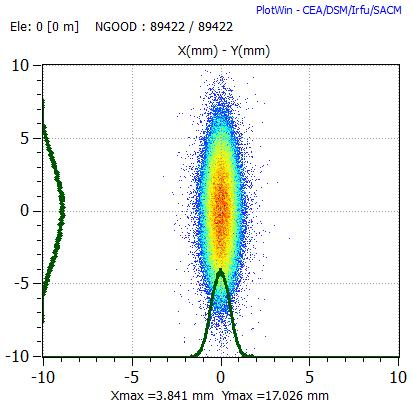 PlotWin - CEA/DSM/Irfu/SACM
Ele: 0 [0 m] NGOOD : 89422 / 89422
X(mm) - Y(mm)
10
5
0
-5
-10
-10 -5 0 5 10
Xmax =3.841 mm Ymax =17.026 mm